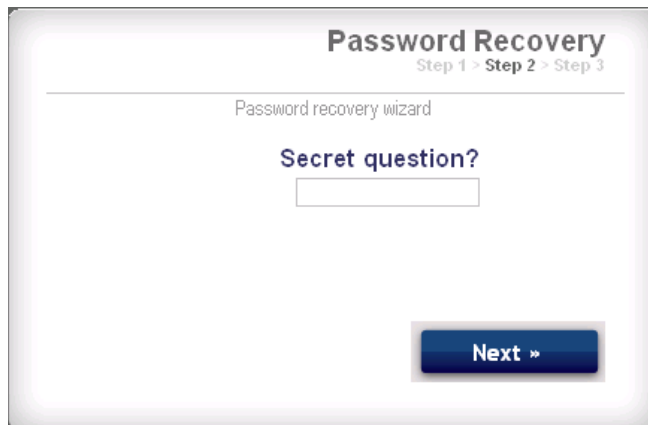 Password Recovery
Step 1 > Step 2 > Step 3
Password recovery wizard
Secret question?
Next »